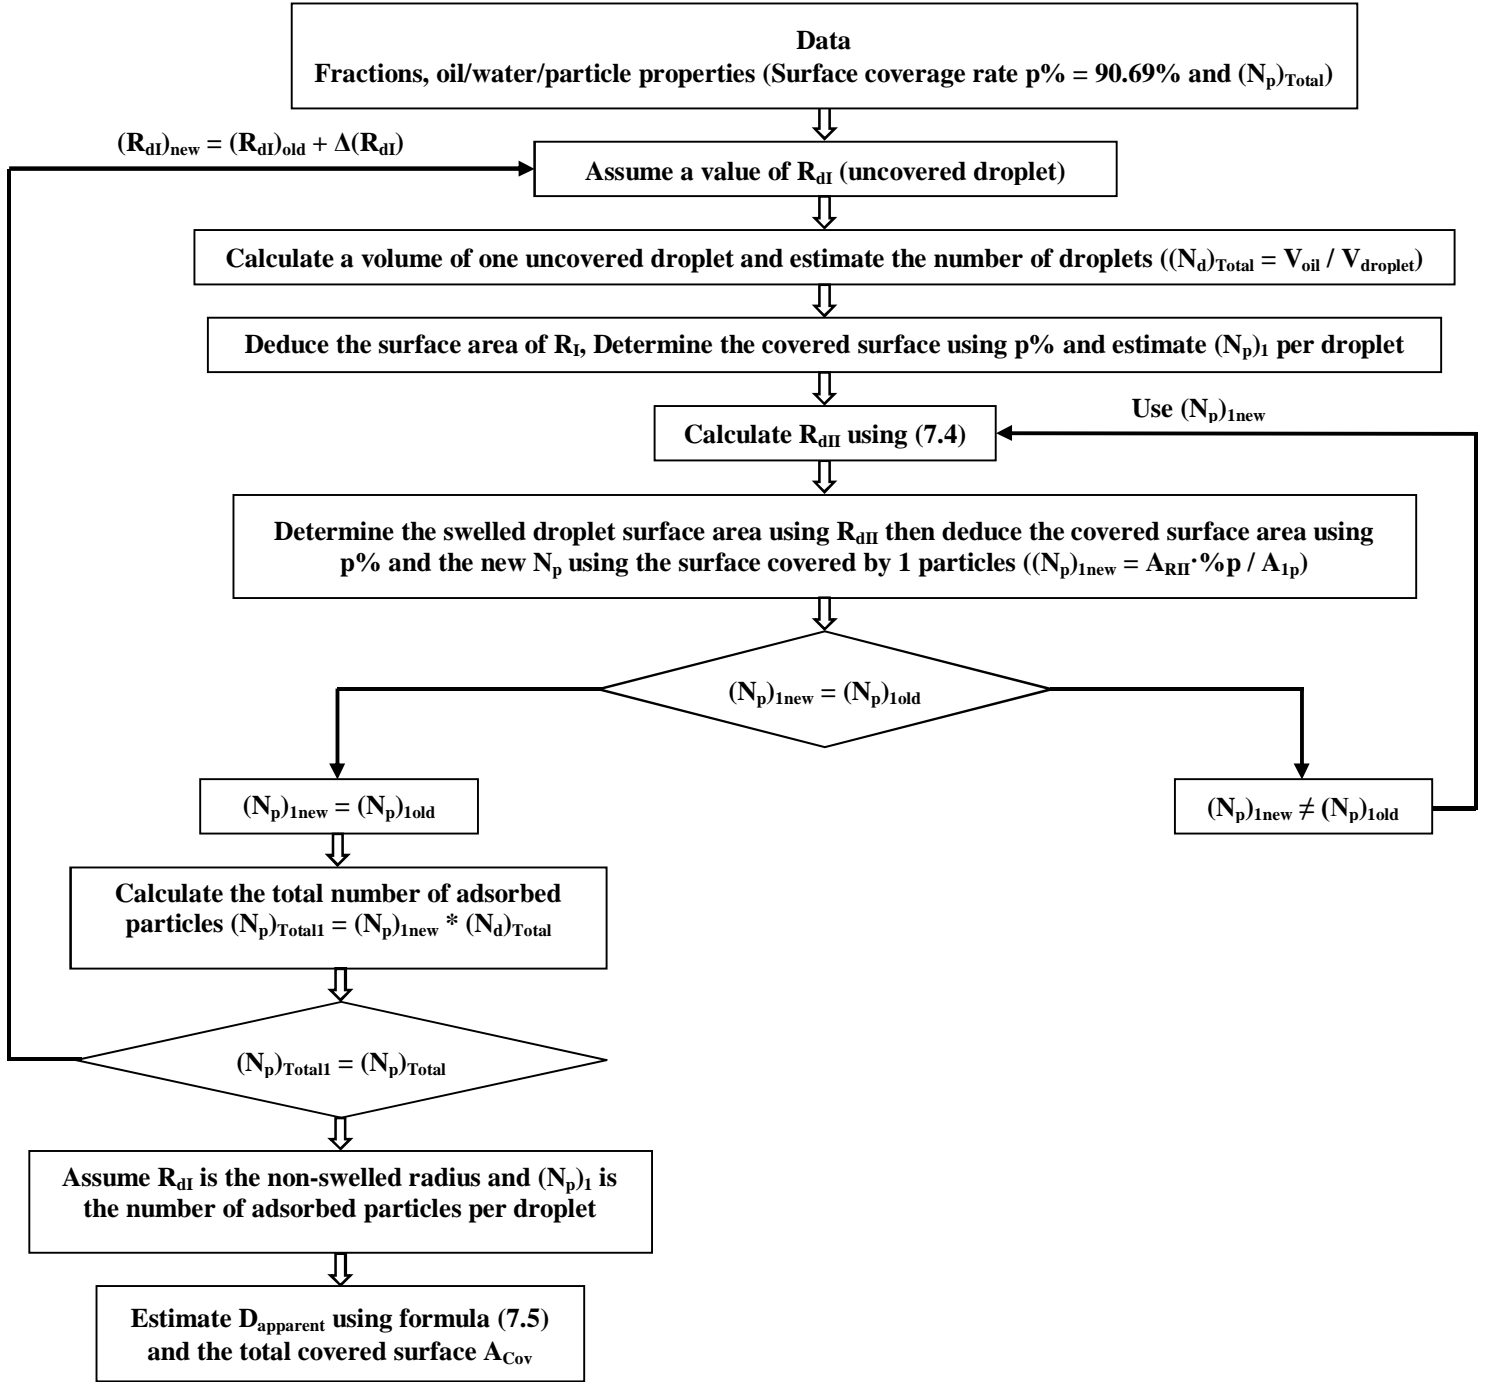 Data
Fractions, oil/water/particle properties (Surface coverage rate p% = 90.69% and (Np)Total)
(RdI)new = (RdI)old + Δ(RdI)
Assume a value of RdI (uncovered droplet)
Calculate a volume of one uncovered droplet and estimate the number of droplets ((Nd)Total = Voil / Vdroplet)
Deduce the surface area of RI, Determine the covered surface using p% and estimate (Np)1 per droplet
Use (Np)1new
Calculate RdII using (7.4)
Determine the swelled droplet surface area using RdII then deduce the covered surface area using
p% and the new Np using the surface covered by 1 particles ((Np)1new = ARII·%p / A1p)
(Np)1new = (Np)1old
(Np)1new = (Np)1old
(Np)1new ≠ (Np)1old
Calculate the total number of adsorbed
particles (Np)Total1 = (Np)1new * (Nd)Total
(Np)Total1 = (Np)Total
Assume RdI is the non-swelled radius and (Np)1 is
the number of adsorbed particles per droplet
Estimate Dapparent using formula (7.5)
and the total covered surface ACov